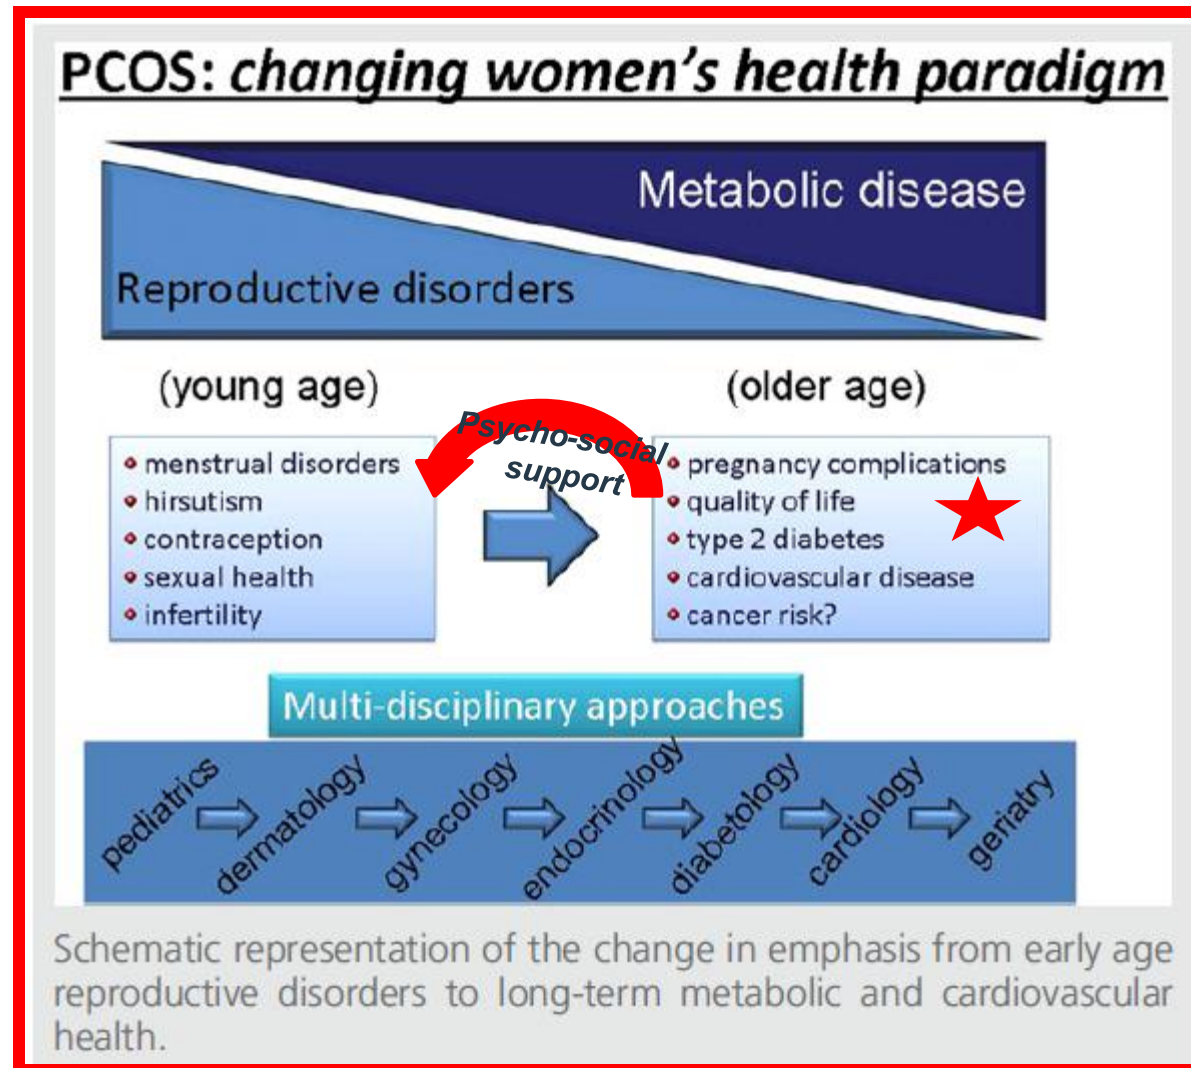 PCOS: changing women's health paradigm
Metabolic disease
Reproductive disorders
(young age)
(older age)
Psycho-social
support
menstrual disorders
hirsutism
contraception
sexual health
infertility
pregnancy complications
quality of life
type 2 diabetes
cardiovascular disease
cancer risk?
Multi-disciplinary approaches
pediatrics
dermatology
gynecology
endocrinology
diabetology
cardiology
geriatry
Schematic representation of the change in emphasis from early age
reproductive disorders to long-term metabolic and cardiovascular
health.